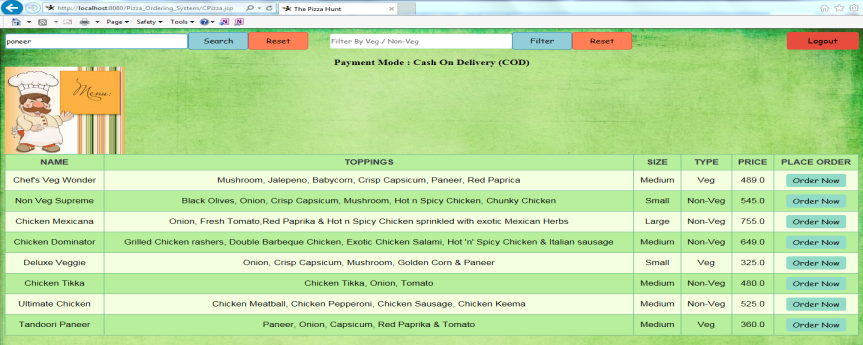 http://localhost:8080/Pizza_Ordering_System/CPizza.jsp The Pizza Hunt
Page Safety Tools
paneer Search Reset Filter By Veg / Non-Veg Filter Reset Logout
Payment Mode : Cash On Delivery (COD)
Menu:
NAME TOPPINGS SIZE TYPE PRICE PLACE ORDER
Chef's Veg Wonder Mushroom, Jalepeno, Babycorn, Crisp Capsicum, Paneer, Red Paprica Medium Veg 489.0 Order Now
Non Veg Supreme Black Olives, Onion, Crisp Capsicum, Mushroom, Hot n Spicy Chicken, Chunky Chicken Small Non-Veg 545.0 Order Now
Chicken Mexicana Onion, Fresh Tomato,Red Paprika & Hot n Spicy Chicken sprinkled with exotic Mexican Herbs Large Non-Veg 755.0 Order Now
Chicken Dominator Grilled Chicken rashers, Double Barbeque Chicken, Exotic Chicken Salami, Hot 'n' Spicy Chicken & Italian sausage Medium Non-Veg 649.0 Order Now
Deluxe Veggie Onion, Crisp Capsicum, Mushroom, Golden Corn & Paneer Small Veg 325.0 Order Now
Chicken Tikka Chicken Tikka, Onion, Tomato Medium Non-Veg 480.0 Order Now
Ultimate Chicken Chicken Meatball, Chicken Pepperoni, Chicken Sausage, Chicken Keema Medium Non-Veg 525.0 Order Now
Tandoori Paneer Paneer, Onion, Capsicum, Red Paprika & Tomato Medium Veg 360.0 Order Now